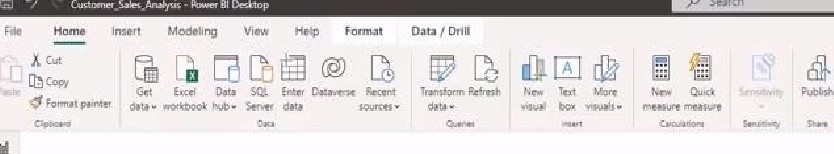 Customer_Sales_Analysis - Power BI Desktop
Search
File Home Insert Modeling View Help Format Data / Drill
Paste
Cut
Copy
Format painter
Get data
Excel workbook
Data hub
SQL Server
Enter data
Dataverse
Recent sources
Transform data
Refresh
New visual
Text box
More visuals
New measure
Quick measure
Sensitivity
Publish
Clipboard
Data
Queries
Insert
Calculations
Sensitivity
Share